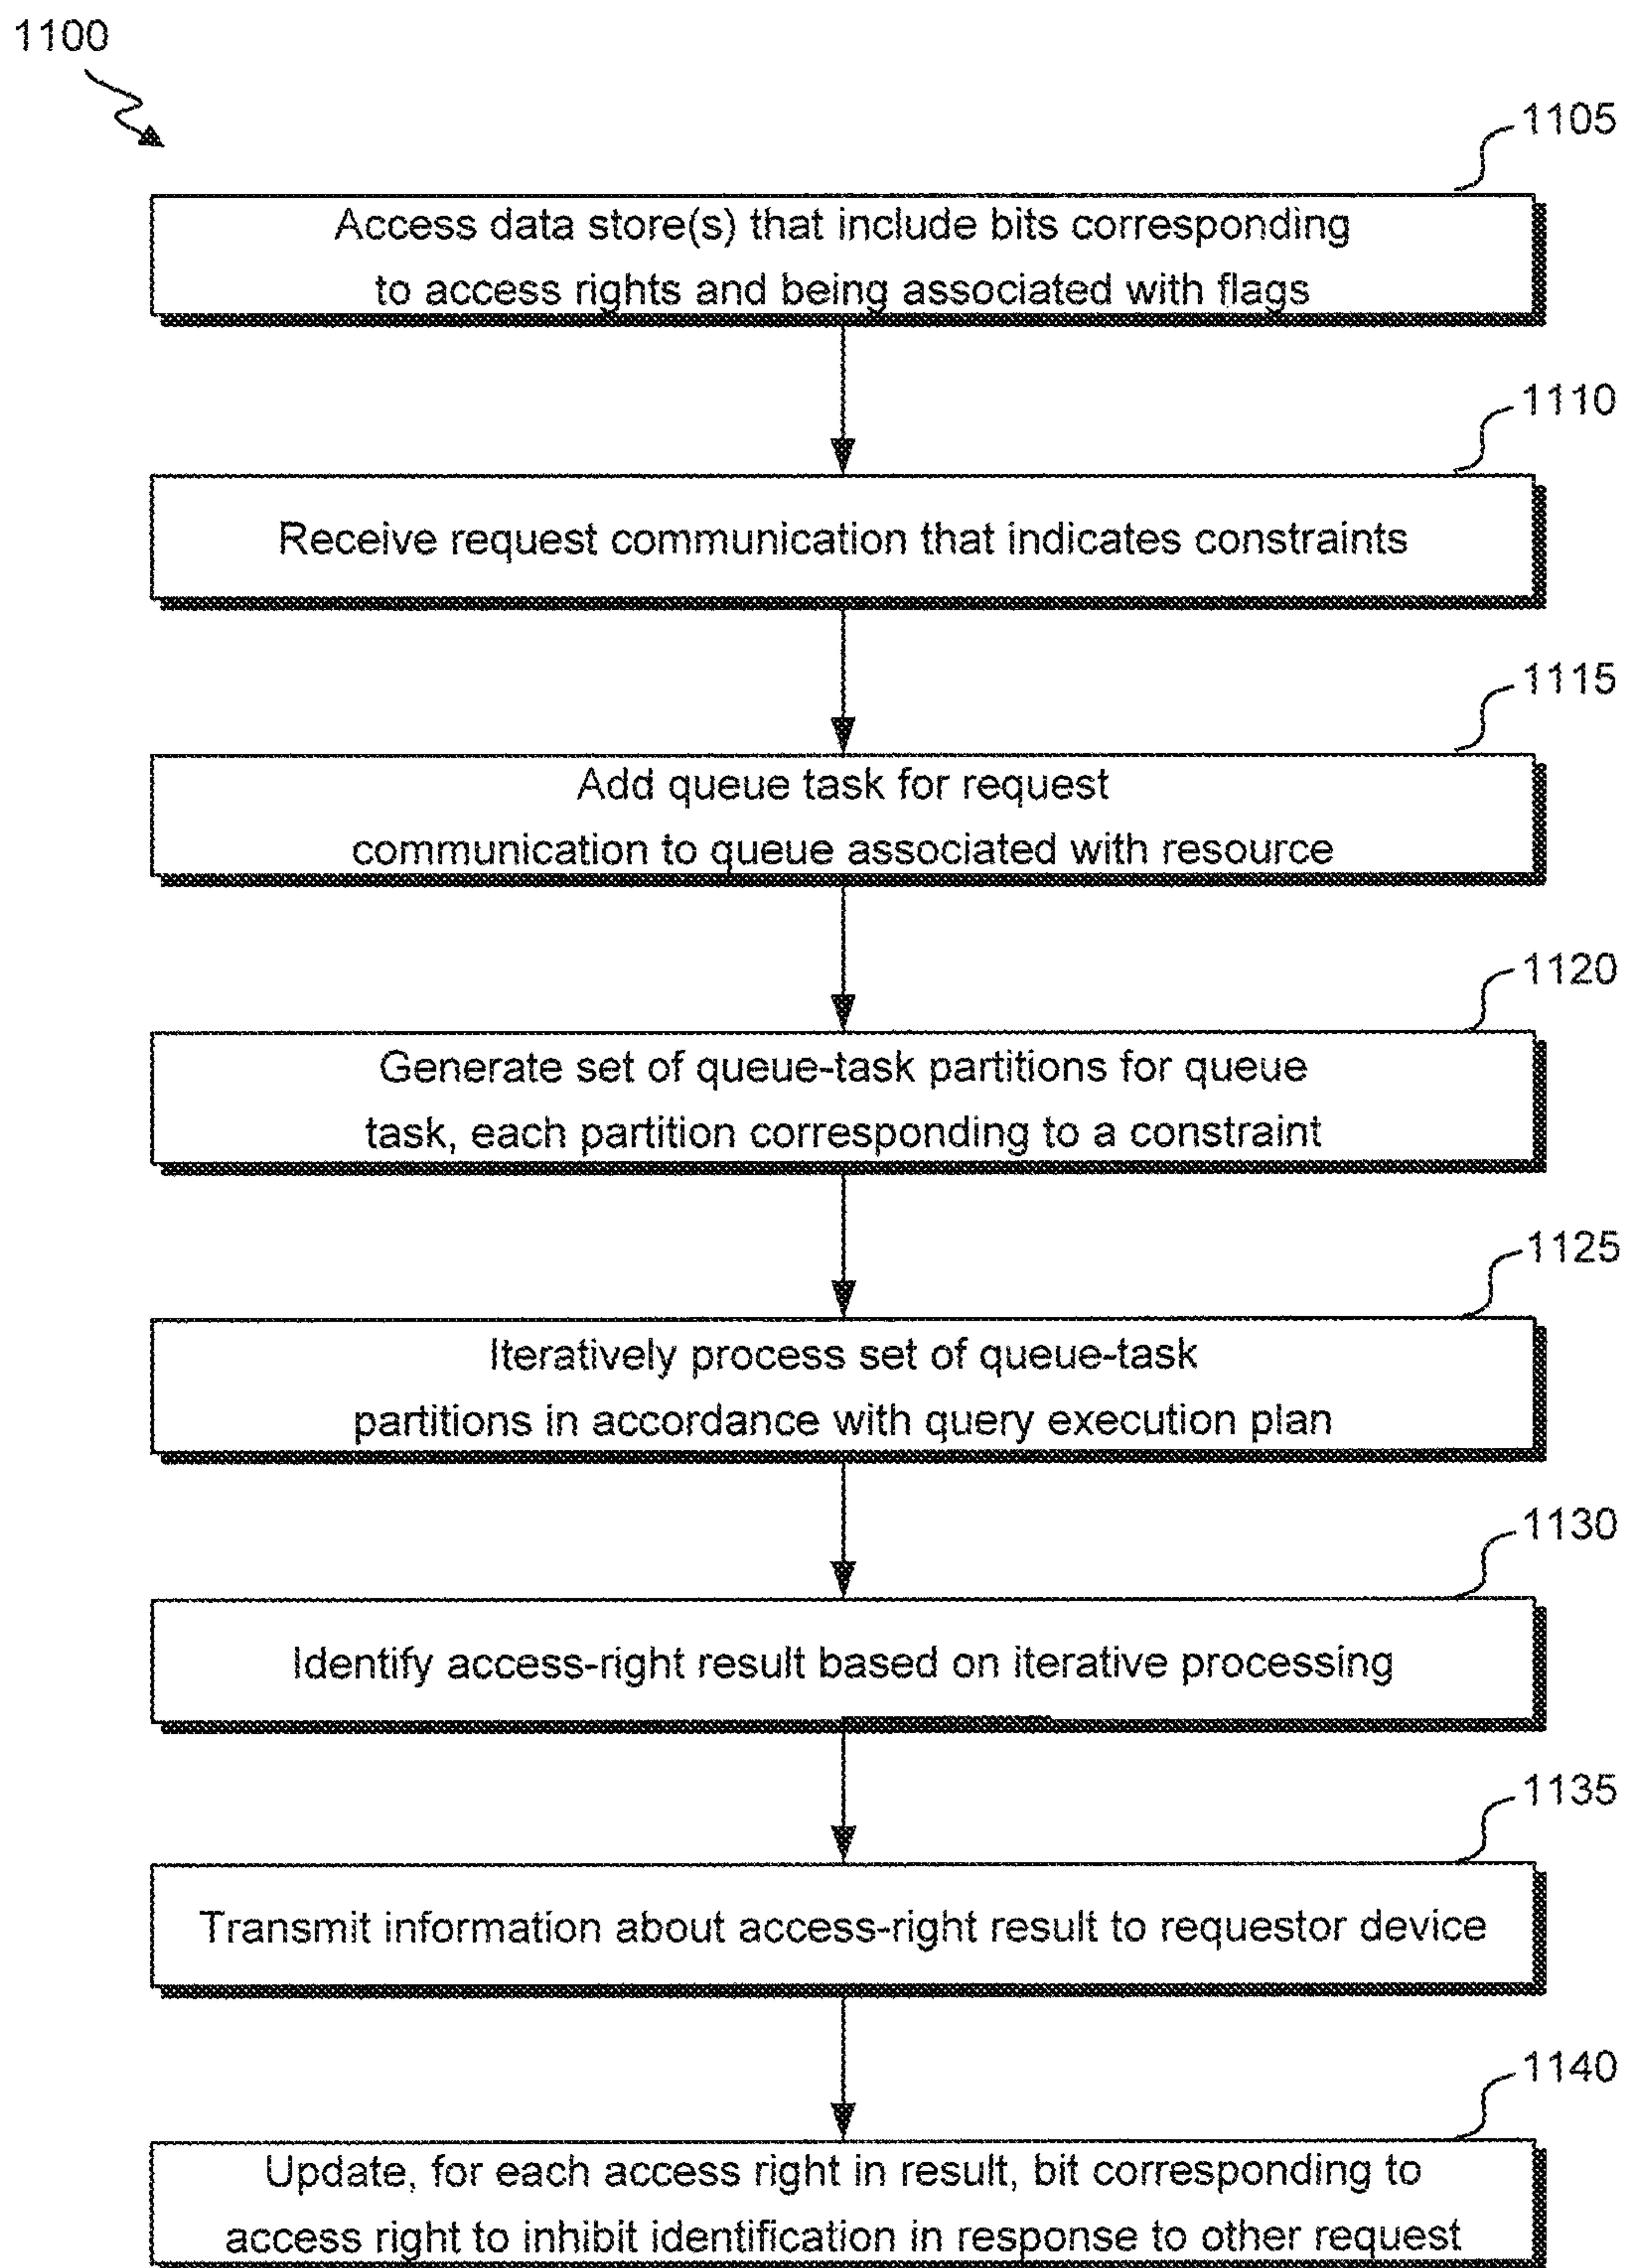 1100
1105
Access data store(s) that include bits corresponding
to access rights and being associated with flags
1110
Receive request communication that indicates constraints
1115
Add queue task for request
communication to queue associated with resource
1120
Generate set of queue-task partitions for queue
task, each partition corresponding to a constraint
1125
Iteratively process set of queue-task
partitions in accordance with query execution plan
1130
Identify access-right result based on iterative processing
1135
Transmit information about access-right result to requestor device
1140
Update, for each access right in result, bit corresponding to
access right to inhibit identification in response to other request